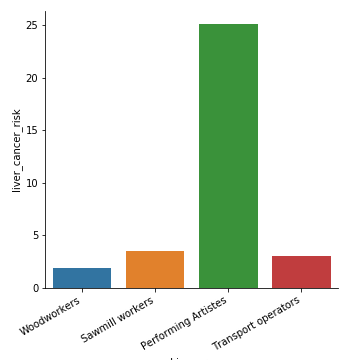 25
20
15
10
5
0
liver_cancer_risk
Woodworkers
Sawmill workers
Performing Artistes
Transport operators